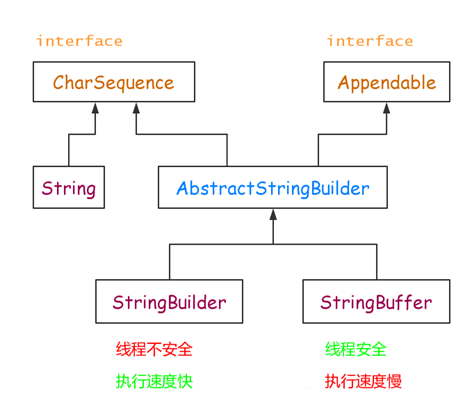 interface interface
CharSequence Appendable
String AbstractStringBuilder
StringBuilder StringBuffer
线程不安全 线程安全
执行速度快 执行速度慢